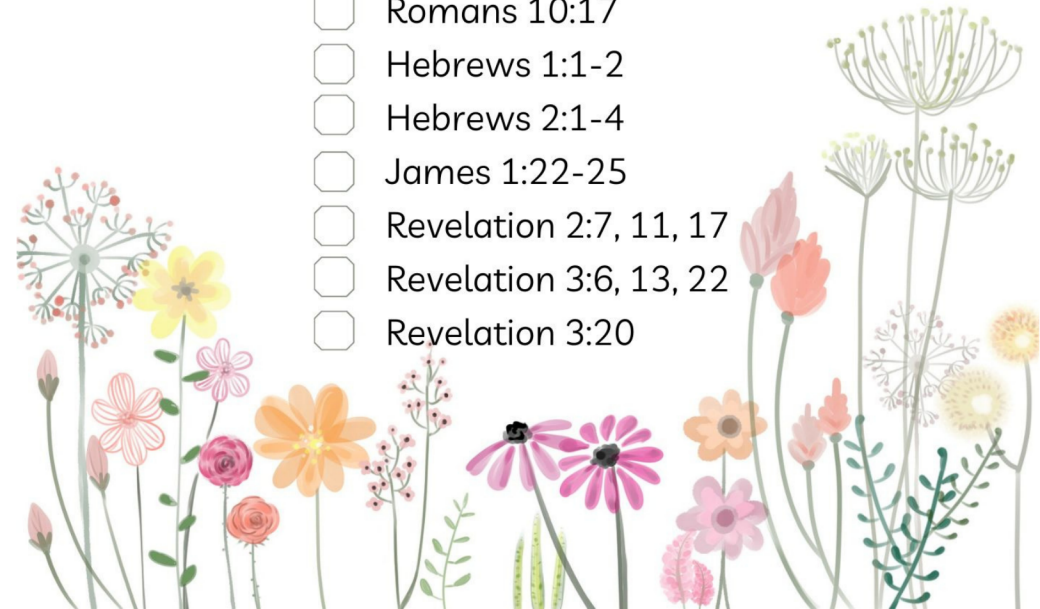 Romans 10:17
Hebrews 1:1-2
Hebrews 2:1-4
James 1:22-25
Revelation 2:7, 11, 17
Revelation 3:6, 13, 22
Revelation 3:20